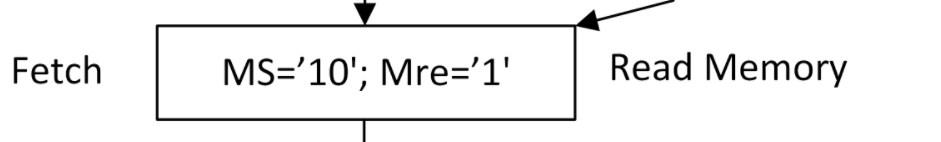 Fetch
MS=’10'; Mre=’1'
Read Memory